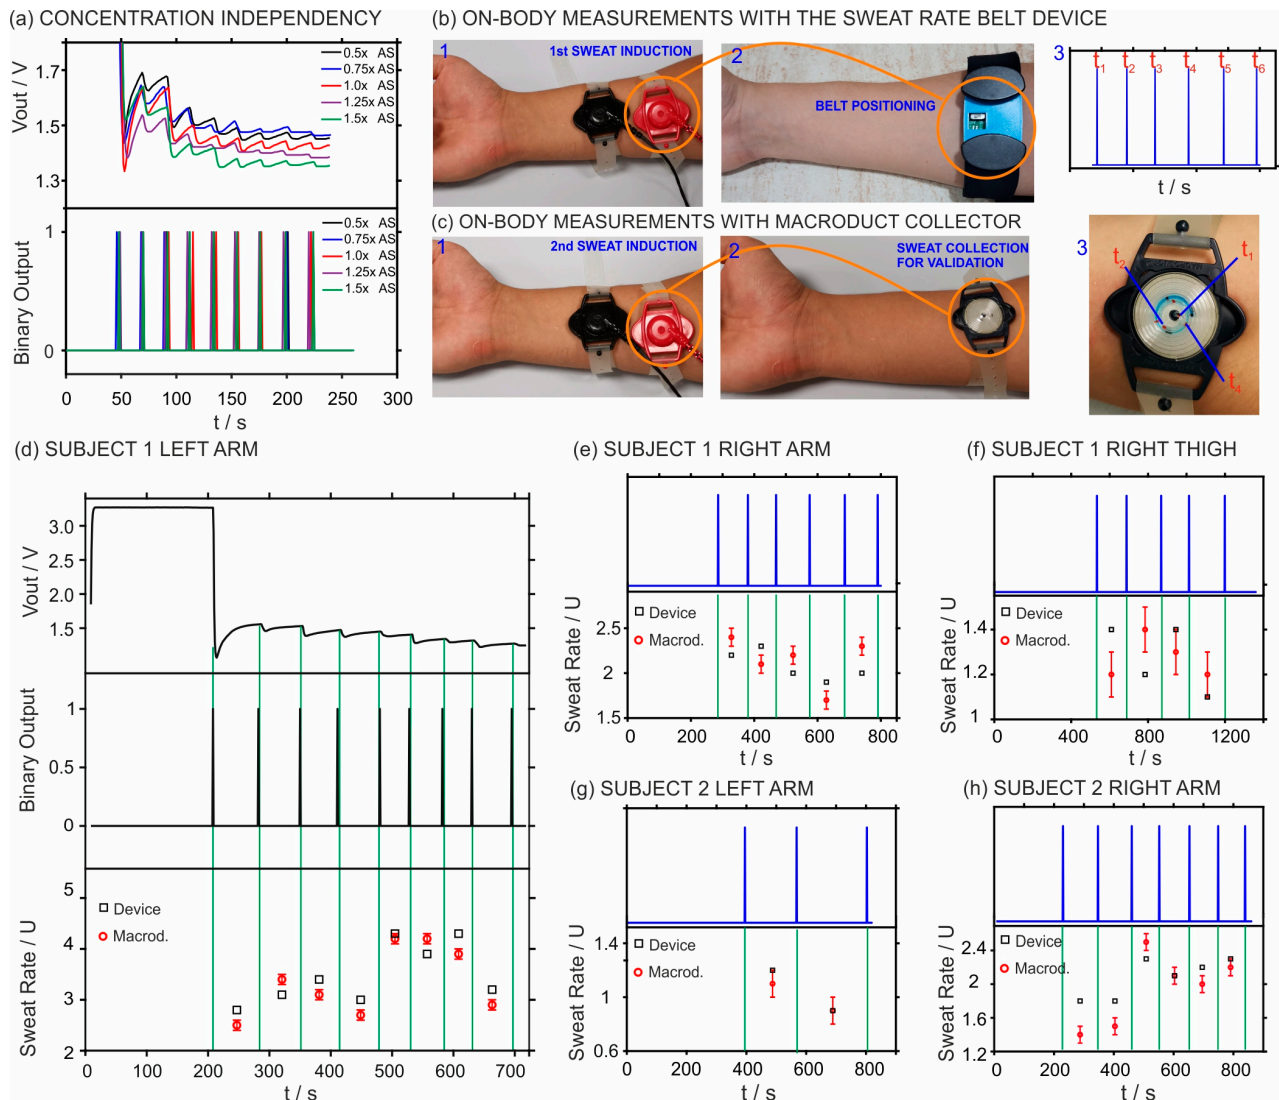 (a) CONCENTRATION INDEPENDENCY
Vout / V
1.7
1.5
1.3
0.5x AS
0.75x AS
1.0x AS
1.25x AS
1.5x AS
Binary Output
1
0
0.5x AS
0.75x AS
1.0x AS
1.25x AS
1.5x AS
0 50 100 150 200 250 300
t / s
(b) ON-BODY MEASUREMENTS WITH THE SWEAT RATE BELT DEVICE
1
1st SWEAT INDUCTION
2
BELT POSITIONING
3
t1 t2 t3 t4 t5 t6
t / s
(c) ON-BODY MEASUREMENTS WITH MACRODUCT COLLECTOR
1
2nd SWEAT INDUCTION
2
SWEAT COLLECTION
FOR VALIDATION
3
t2
t1
t4
(d) SUBJECT 1 LEFT ARM
Vout / V
3.0
2.5
2.0
1.5
Binary Output
1
0.5
0
Sweat Rate / U
5
4
3
2
Device
Macrod.
0 100 200 300 400 500 600 700
t / s
(e) SUBJECT 1 RIGHT ARM
Sweat Rate / U
2.5
2
1.5
Device
Macrod.
0 200 400 600 800
t / s
(f) SUBJECT 1 RIGHT THIGH
Sweat Rate / U
1.4
1.2
1
Device
Macrod.
0 400 800 1200
t / s
(g) SUBJECT 2 LEFT ARM
Sweat Rate / U
1.4
1
0.6
Device
Macrod.
0 200 400 600 800
t / s
(h) SUBJECT 2 RIGHT ARM
Sweat Rate / U
2.4
2
1.6
1.2
Device
Macrod.
0 200 400 600 800
t / s